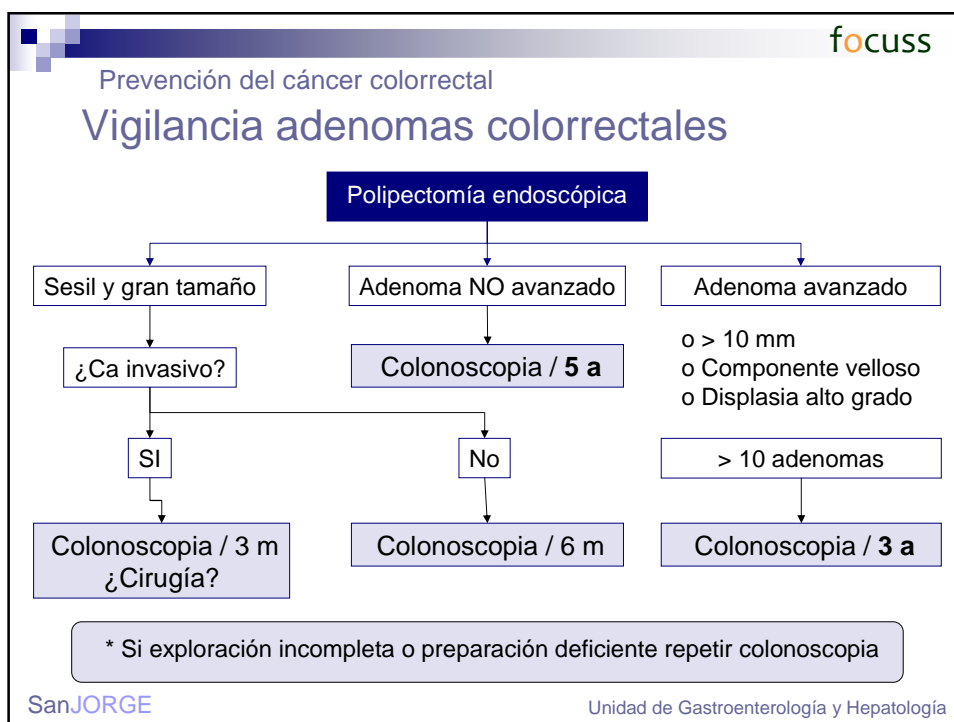 focuss
Prevención del cáncer colorrectal
Vigilancia adenomas colorrectales
Polipectomía endoscópica
Sesil y gran tamaño
Adenoma NO avanzado
Adenoma avanzado
¿Ca invasivo?
Colonoscopia / 5 a
o > 10 mm
o Componente velloso
o Displasia alto grado
SI
No
> 10 adenomas
Colonoscopia / 3 m
¿Cirugía?
Colonoscopia / 6 m
Colonoscopia / 3 a
* Si exploración incompleta o preparación deficiente repetir colonoscopia
SanJORGE
Unidad de Gastroenterología y Hepatología